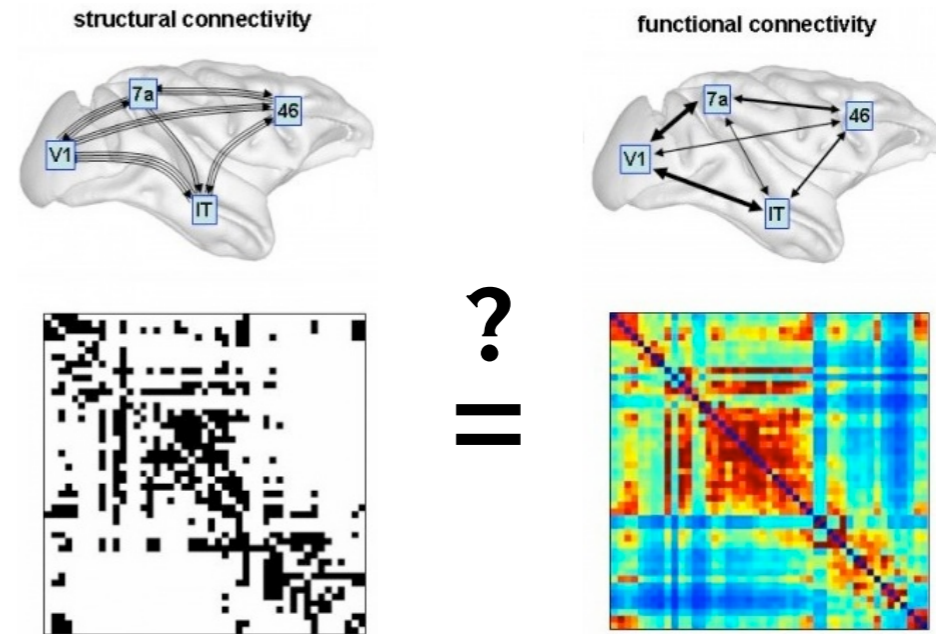 structural connectivity
functional connectivity
7a
46
V1
IT
7a
46
V1
IT
?
=